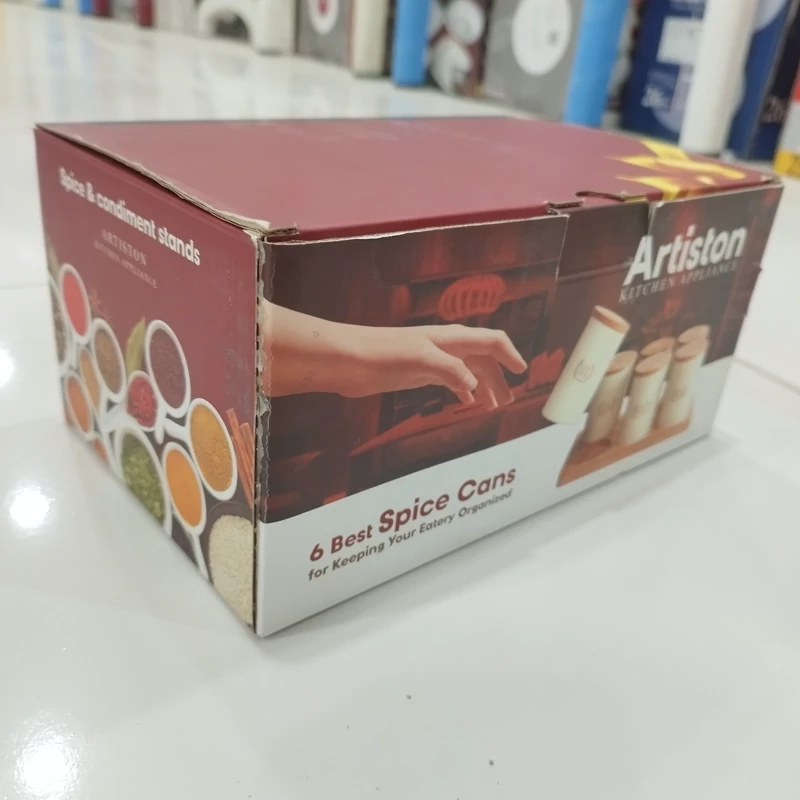 Spice & condiment stands
ARTISTON
KITCHEN APPLIANCE
Artiston
KITCHEN APPLIANCE
6 Best Spice Cans
for Keeping Your Eatery Organized